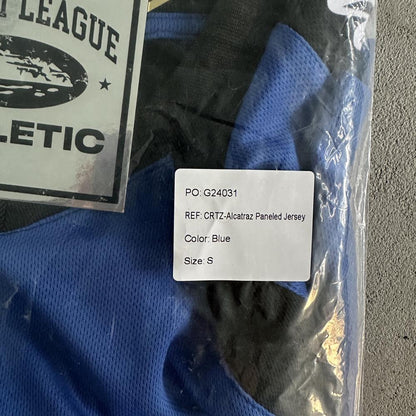 LEAGUE
LETIC
PO: G24031
REF: CRTZ-Alcatraz Paneled Jersey
Color: Blue
Size: S